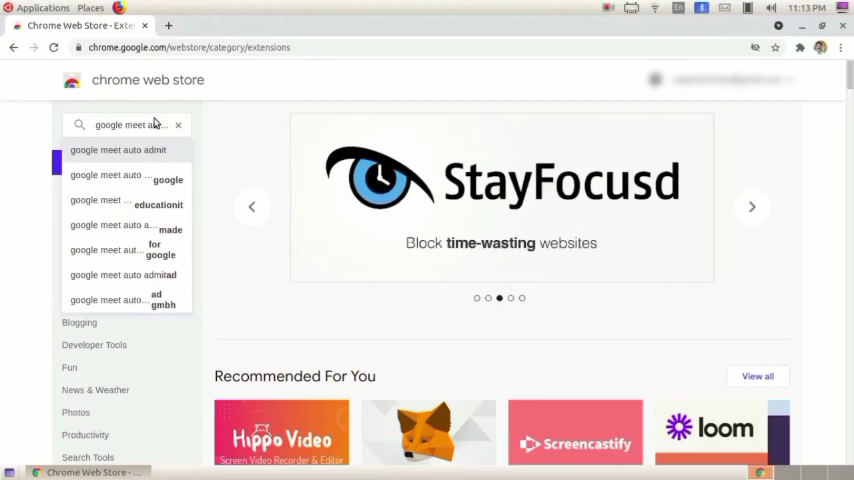 Applications Places
En
11:13 PM
Chrome Web Store - Exte
chrome.google.com/webstore/category/extensions
chrome web store
google meet au...
google meet auto admit
google meet auto ... google
google meet ... educationit
google meet auto a... made
google meet aut... for google
google meet auto admitad
google meet auto... ad gmbh
Blogging
Developer Tools
Fun
News & Weather
Photos
Productivity
Search Tools
StayFocusd
Block time-wasting websites
Recommended For You
View all
Hippo Video
Screen Video Recorder & Editor
Screencastify
loom
Chrome Web Store - ...